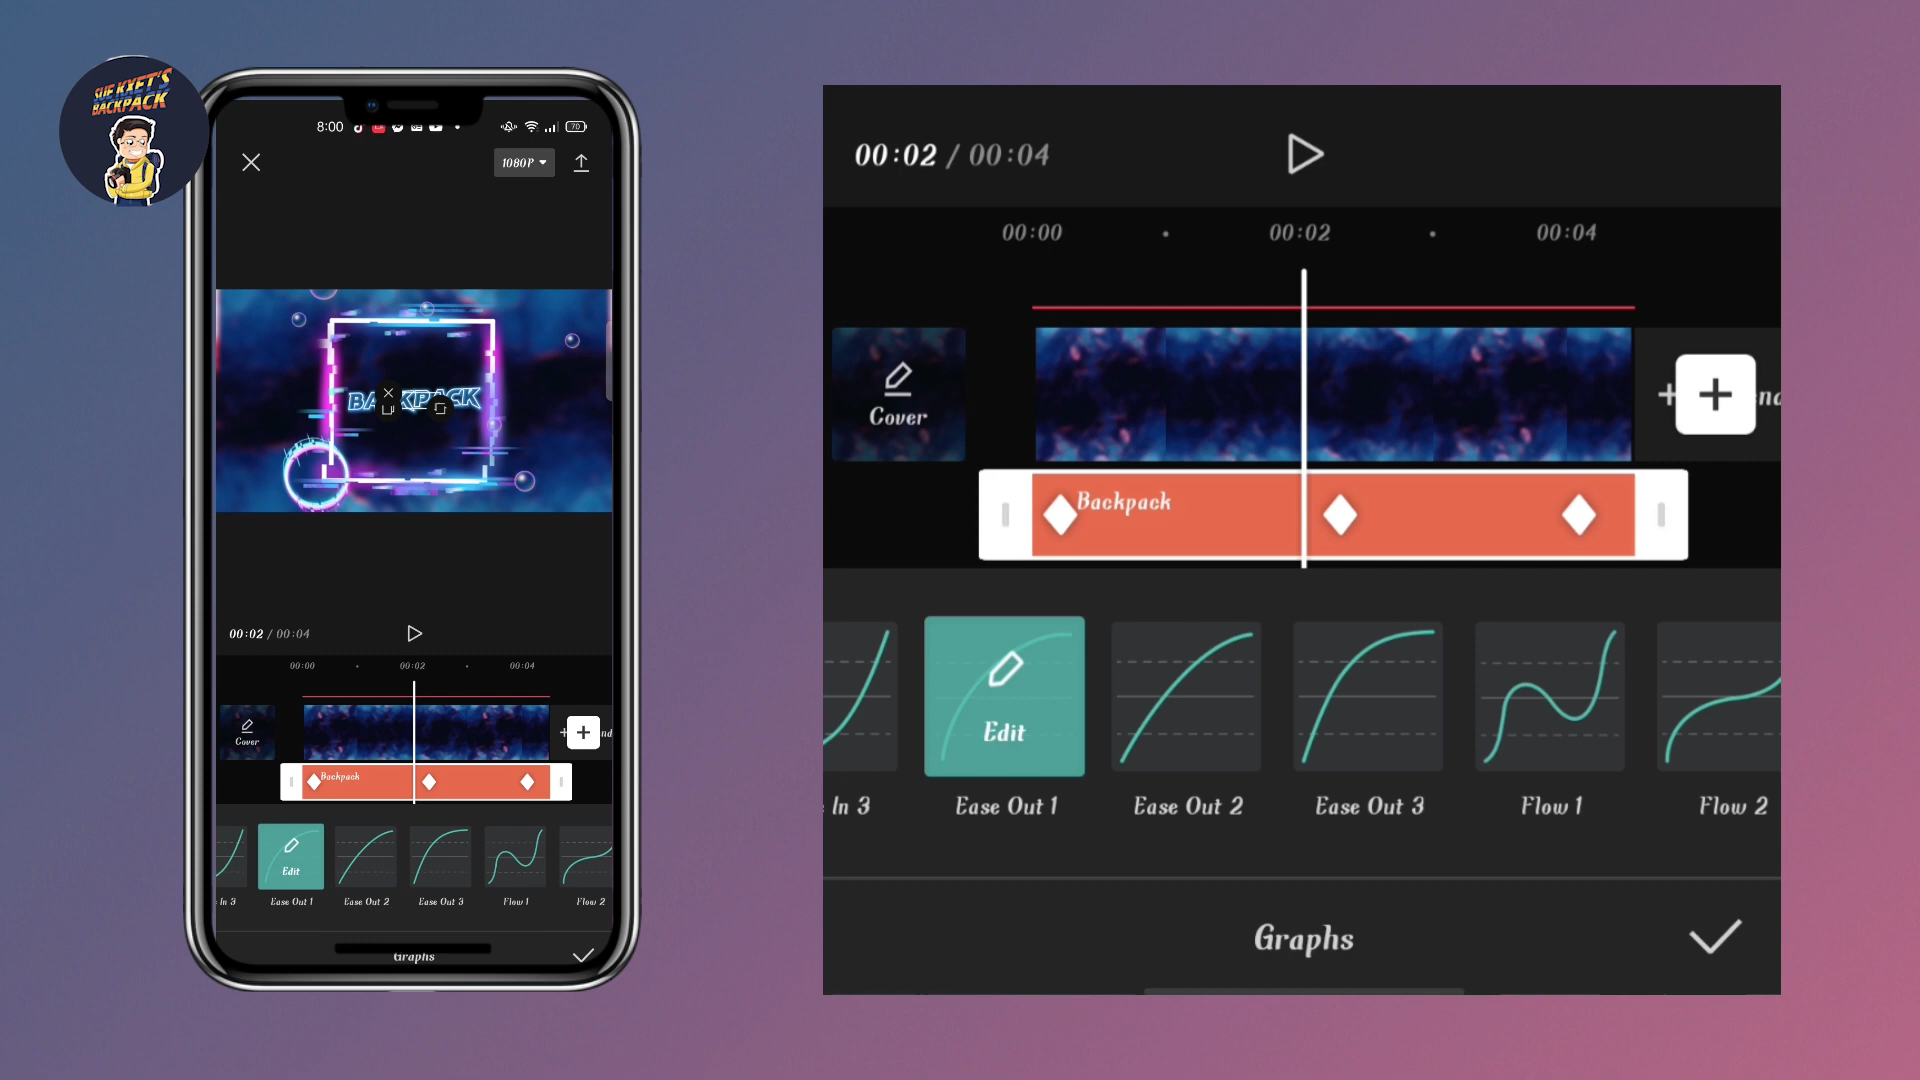 SUE KXET'S
BACKPACK
8:00
70
1080P
BACKPACK
00:02 / 00:04
00:00
00:02
00:04
Cover
Backpack
Edit
In 3
Ease Out 1
Ease Out 2
Ease Out 3
Flow 1
Flow 2
Graphs
00:02 / 00:04
00:00
00:02
00:04
Cover
Backpack
Edit
In 3
Ease Out 1
Ease Out 2
Ease Out 3
Flow 1
Flow 2
Graphs